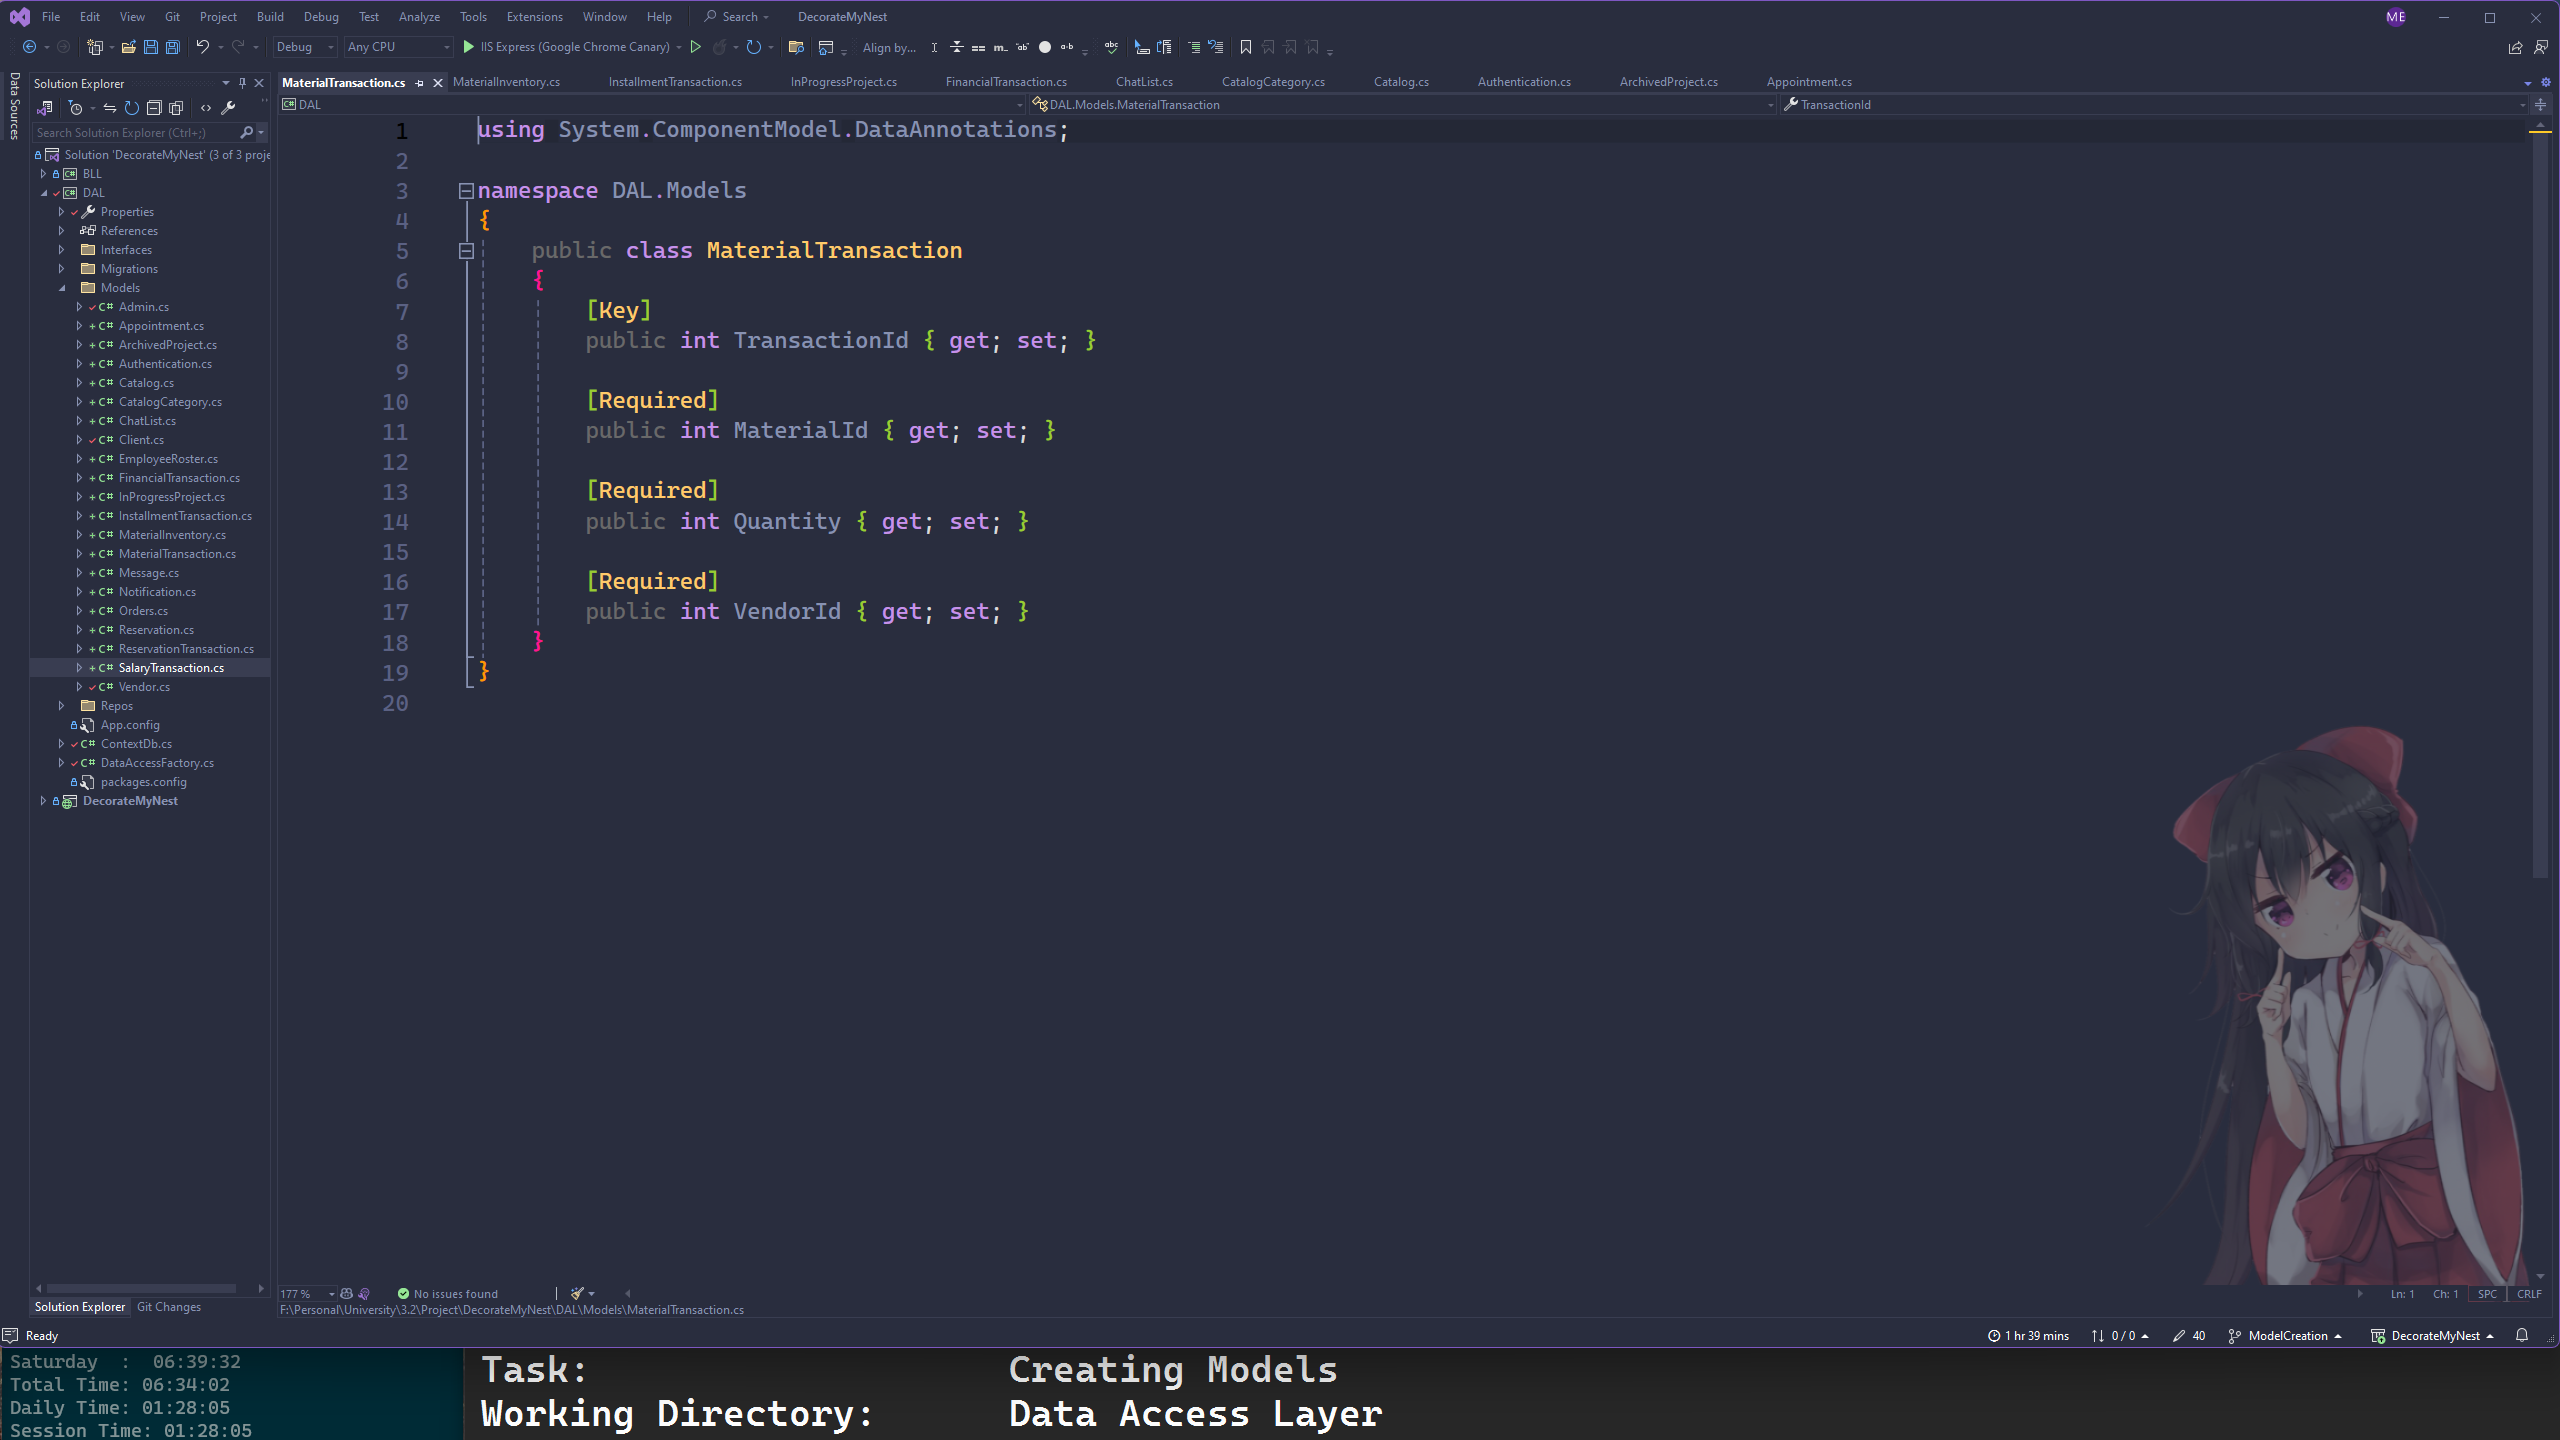 File Edit View Git Project Build Debug Test Analyze Tools Extensions Window Help Search DecorateMyNest ME
Debug Any CPU IIS Express (Google Chrome Canary) Align by...
Data Sources
Solution Explorer
Search Solution Explorer (Ctrl+;)
Solution 'DecorateMyNest' (3 of 3 proje
BLL
DAL
Properties
References
Interfaces
Migrations
Models
C# Admin.cs
C# Appointment.cs
C# ArchivedProject.cs
C# Authentication.cs
C# Catalog.cs
C# CatalogCategory.cs
C# ChatList.cs
C# Client.cs
C# EmployeeRoster.cs
C# FinancialTransaction.cs
C# InProgressProject.cs
C# InstallmentTransaction.cs
C# MaterialInventory.cs
C# MaterialTransaction.cs
C# Message.cs
C# Notification.cs
C# Orders.cs
C# Reservation.cs
C# ReservationTransaction.cs
C# SalaryTransaction.cs
C# Vendor.cs
Repos
App.config
C# ContextDb.cs
C# DataAccessFactory.cs
packages.config
DecorateMyNest
Solution Explorer Git Changes
MaterialTransaction.cs MaterialInventory.cs InstallmentTransaction.cs InProgressProject.cs FinancialTransaction.cs ChatList.cs CatalogCategory.cs Catalog.cs Authentication.cs ArchivedProject.cs Appointment.cs
DAL DAL.Models.MaterialTransaction TransactionId
1 using System.ComponentModel.DataAnnotations;
2
3 namespace DAL.Models
4 {
5 public class MaterialTransaction
6 {
7 [Key]
8 public int TransactionId { get; set; }
9
10 [Required]
11 public int MaterialId { get; set; }
12
13 [Required]
14 public int Quantity { get; set; }
15
16 [Required]
17 public int VendorId { get; set; }
18 }
19 }
20
177 % No issues found Ln: 1 Ch: 1 SPC CRLF
F:\Personal\University\3.2\Project\DecorateMyNest\DAL\Models\MaterialTransaction.cs
Ready 1 hr 39 mins 0 / 0 40 ModelCreation DecorateMyNest
Saturday : 06:39:32
Total Time: 06:34:02
Daily Time: 01:28:05
Session Time: 01:28:05
Task: Creating Models
Working Directory: Data Access Layer